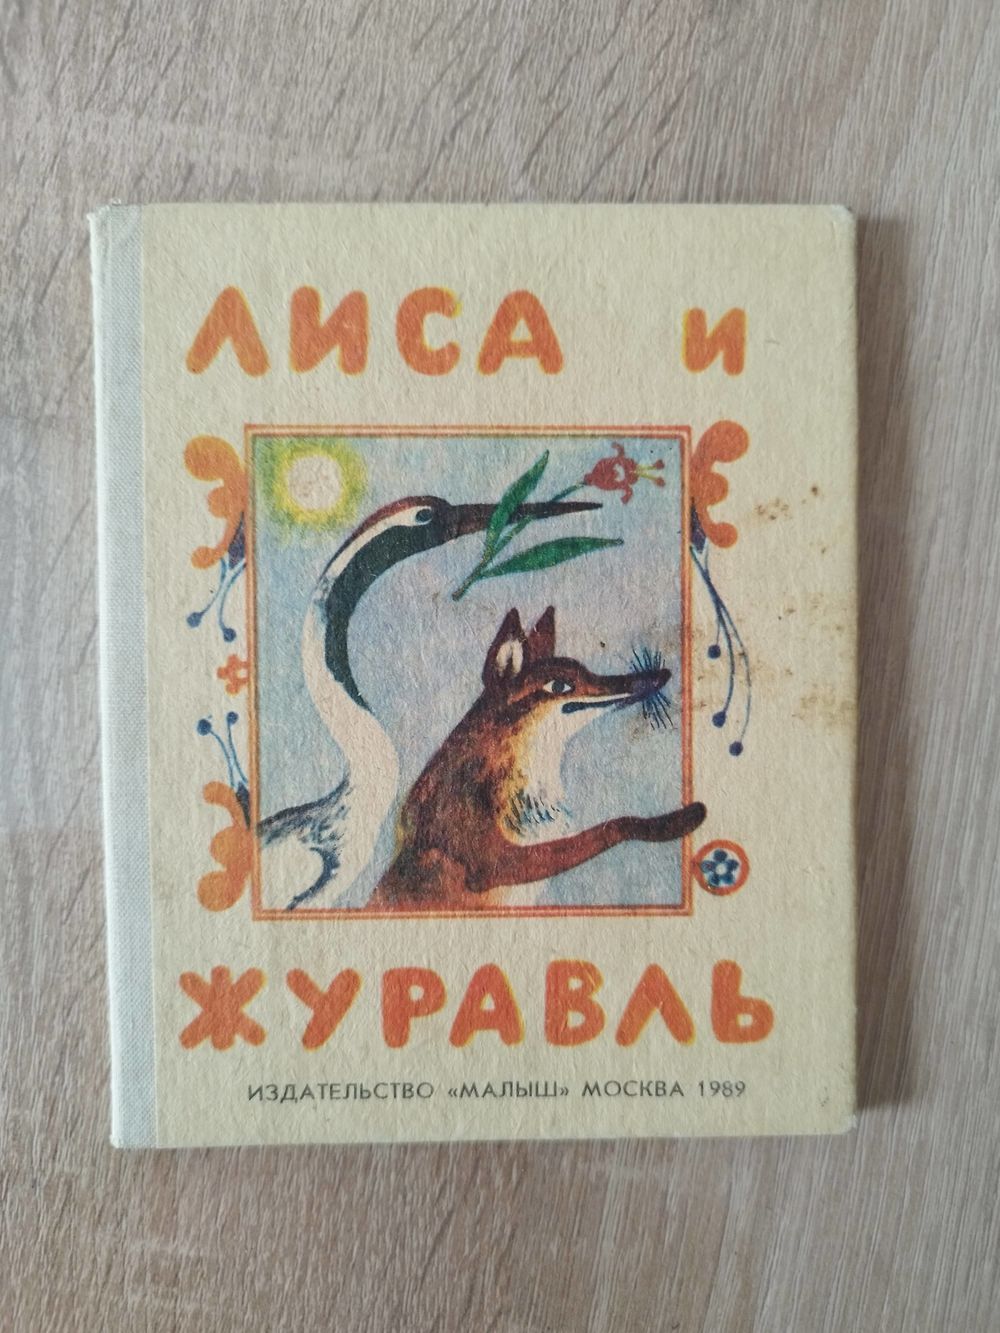 ЛИСА И
ЖУРАВЛЬ
ИЗДАТЕЛЬСТВО «МАЛЫШ» МОСКВА 1989